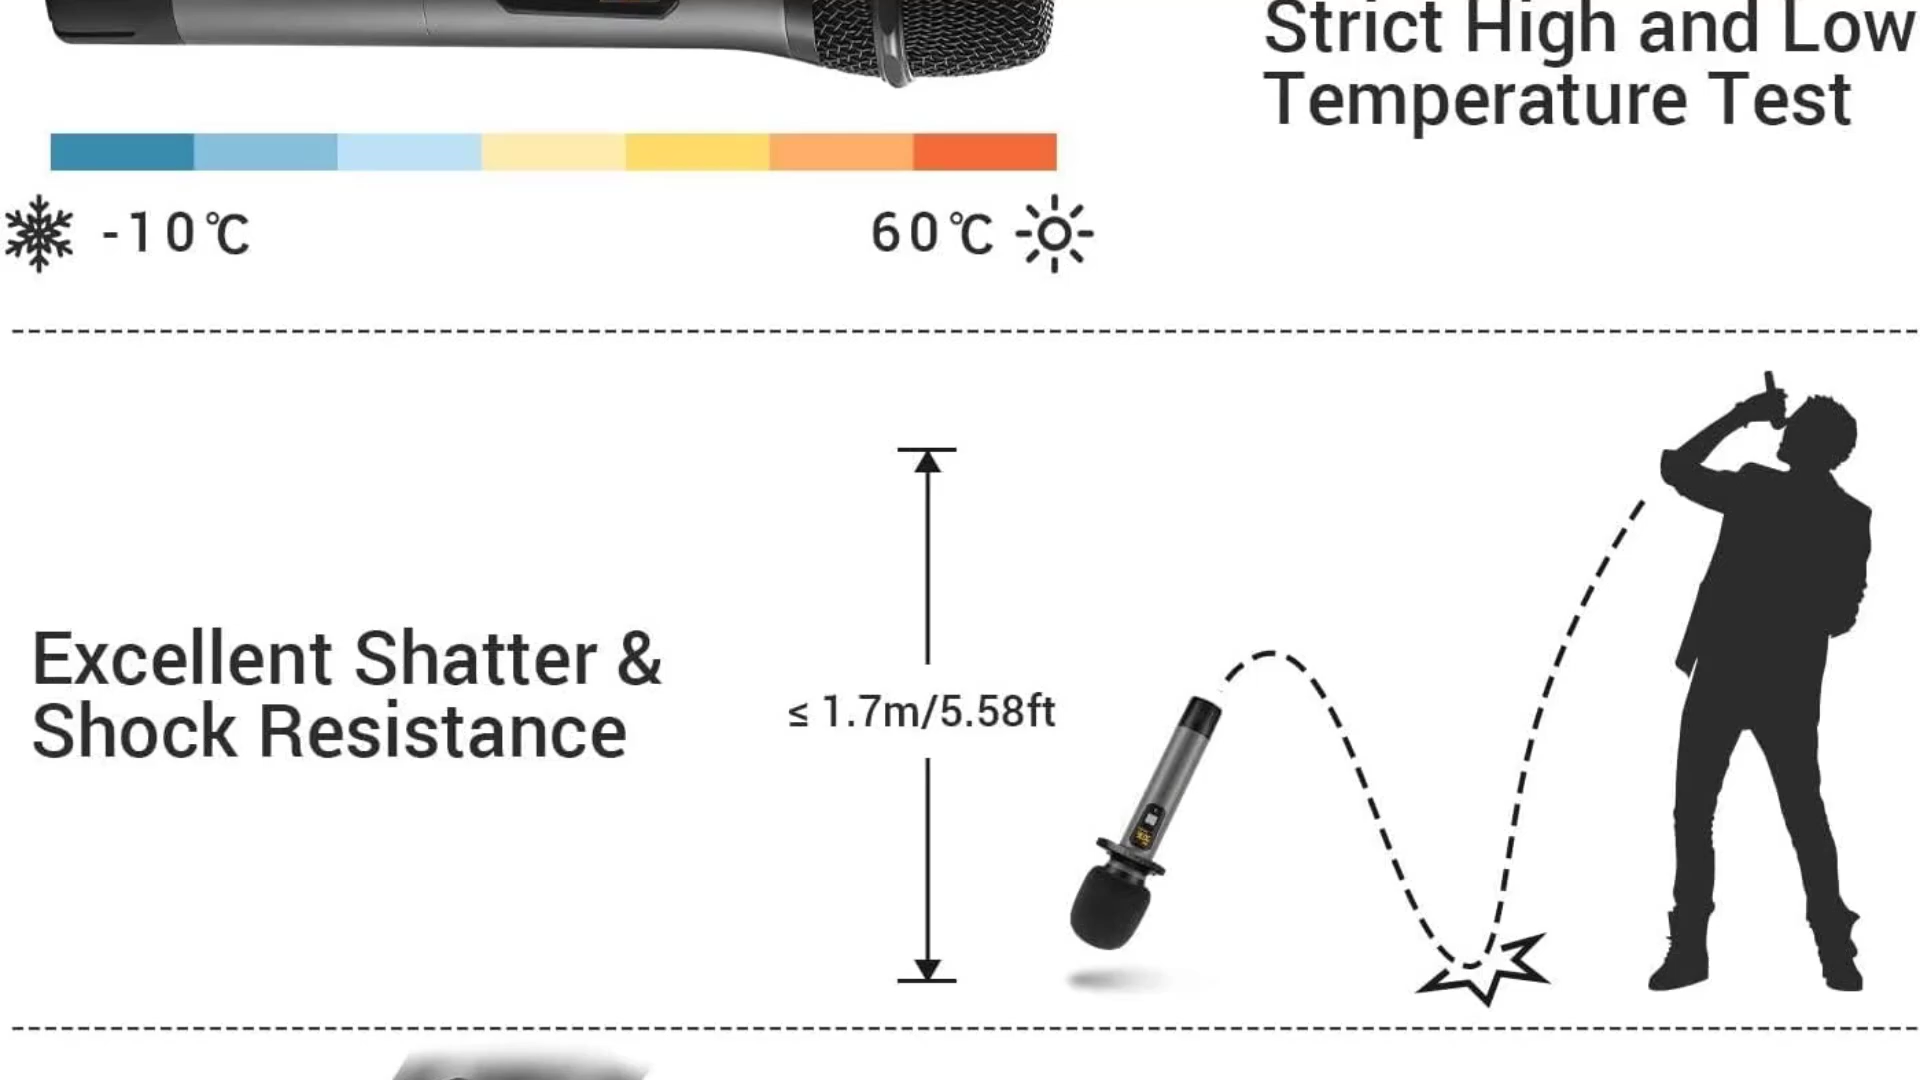 Strict High and Low
Temperature Test
-10℃
60℃
Excellent Shatter &
Shock Resistance
≤ 1.7m/5.58ft